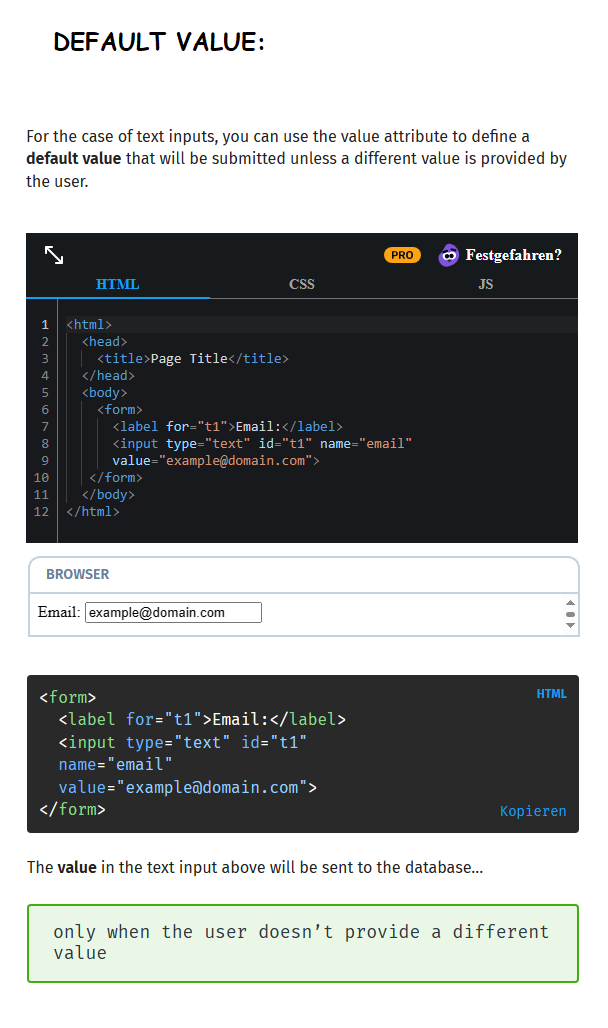 DEFAULT VALUE:
For the case of text inputs, you can use the value attribute to define a
default value that will be submitted unless a different value is provided by
the user.
PRO Festgefahren?
HTML CSS JS
1 <html>
2 <head>
3 <title>Page Title</title>
4 </head>
5 <body>
6 <form>
7 <label for="t1">Email:</label>
8 <input type="text" id="t1" name="email"
9 value="example@domain.com">
10 </form>
11 </body>
12 </html>
BROWSER
Email: example@domain.com
HTML
<form>
<label for="t1">Email:</label>
<input type="text" id="t1"
name="email"
value="example@domain.com">
</form>
Kopieren
The value in the text input above will be sent to the database...
only when the user doesn’t provide a different
value